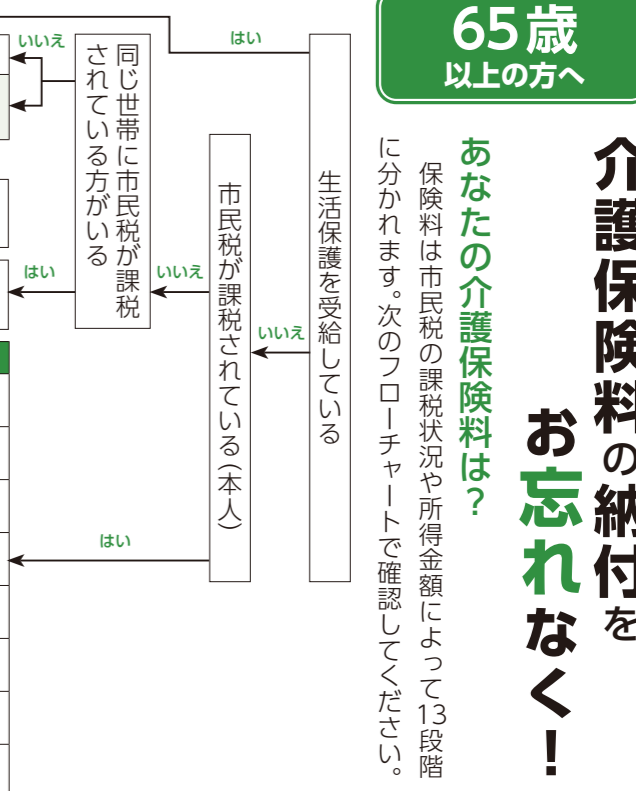 65歳
以上の方へ
介護保険料の納付を
お忘れなく！
あなたの介護保険料は？
保険料は市民税の課税状況や所得金額によって13段階
に分かれます。次のフローチャートで確認してください。
生活保護を受給している
はい
いいえ
市民税が課税されている（本人）
いいえ
はい
同じ世帯に市民税が課税
されている方がいる
いいえ
はい